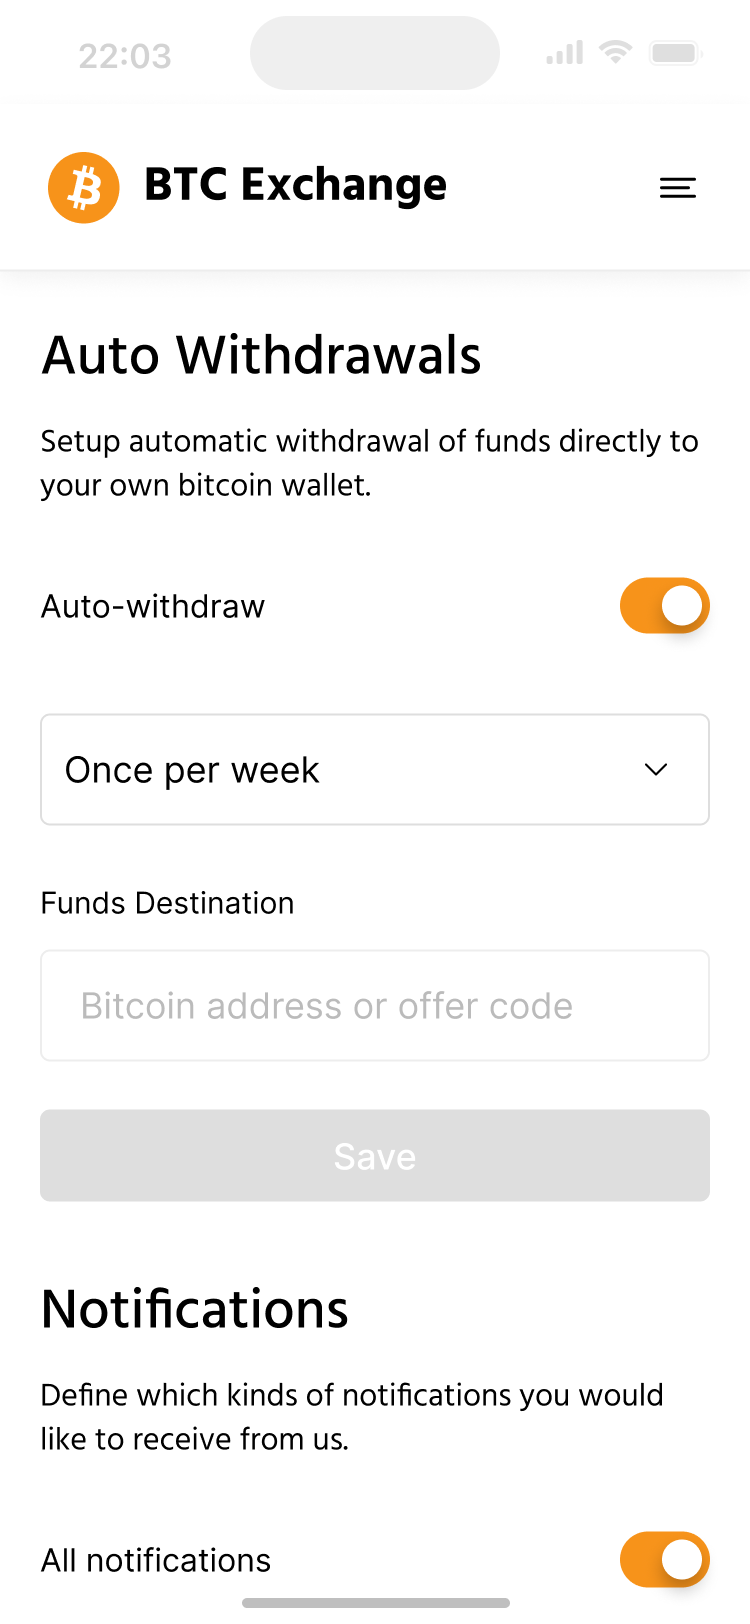 22:03
BTC Exchange
Auto Withdrawals
Setup automatic withdrawal of funds directly to
your own bitcoin wallet.
Auto-withdraw
Once per week
Funds Destination
Bitcoin address or offer code
Save
Notifications
Define which kinds of notifications you would
like to receive from us.
All notifications